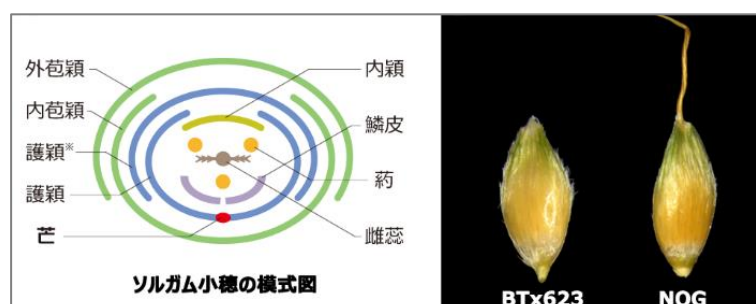 外苞穎
内苞穎
護穎※
護穎
芒
内穎
鱗皮
葯
雌蕊
ソルガム小穂の模式図
BTx623
NOG